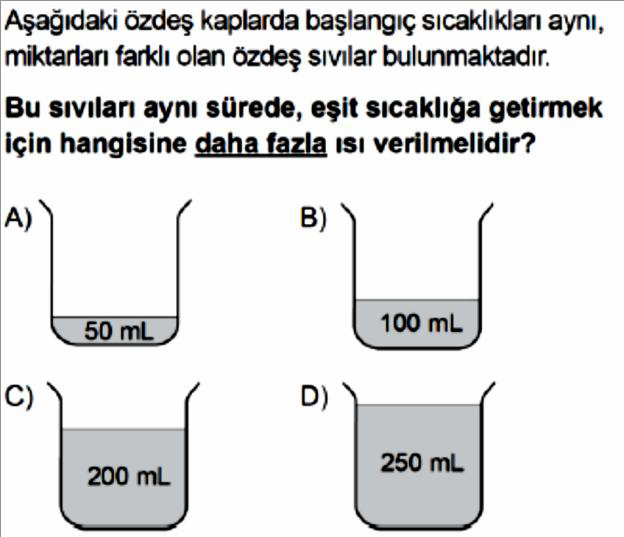 Aşağıdaki özdeş kaplarda başlangıç sıcaklıkları aynı,
miktarları farklı olan özdeş sıvılar bulunmaktadır.
Bu sıvıları aynı sürede, eşit sıcaklığa getirmek
için hangisine daha fazla ısı verilmelidir?
A)
50 mL
B)
100 mL
C)
200 mL
D)
250 mL